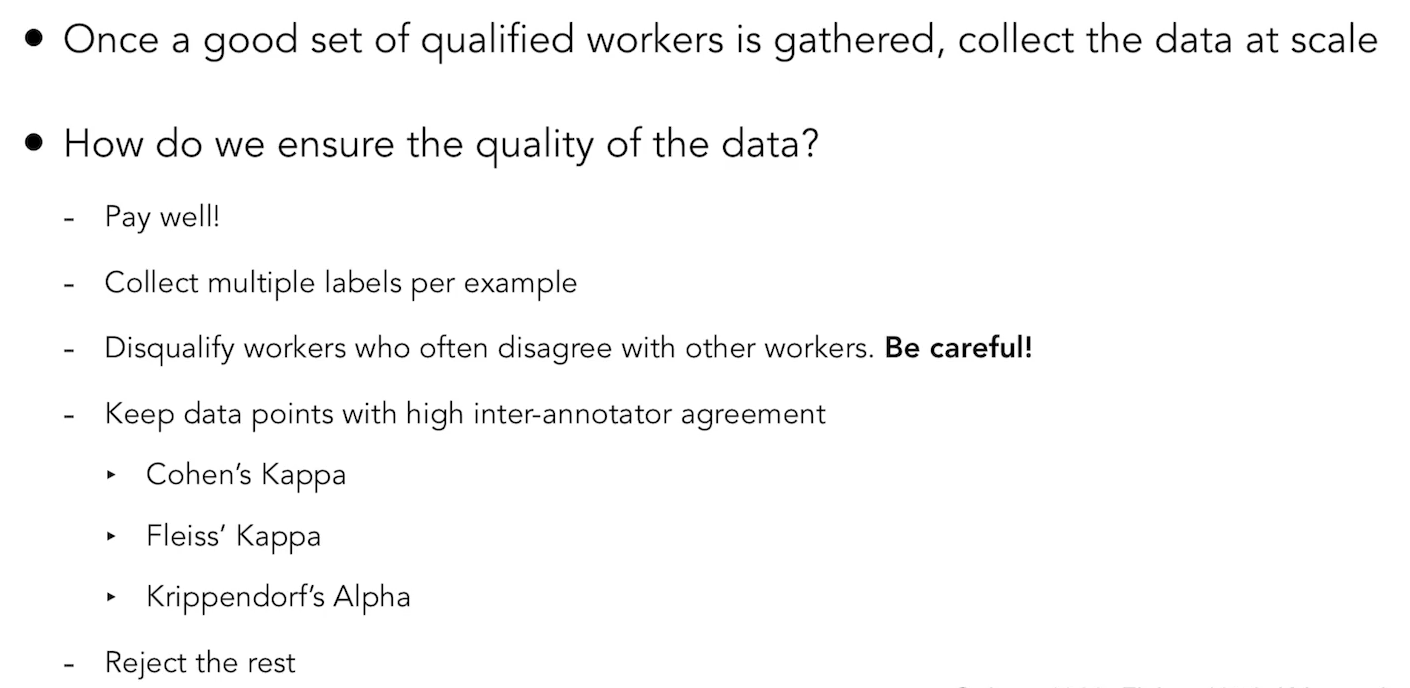 • Once a good set of qualified workers is gathered, collect the data at scale
• How do we ensure the quality of the data?
- Pay well!
- Collect multiple labels per example
- Disqualify workers who often disagree with other workers. Be careful!
- Keep data points with high inter-annotator agreement
‣ Cohen’s Kappa
‣ Fleiss’ Kappa
‣ Krippendorf’s Alpha
- Reject the rest